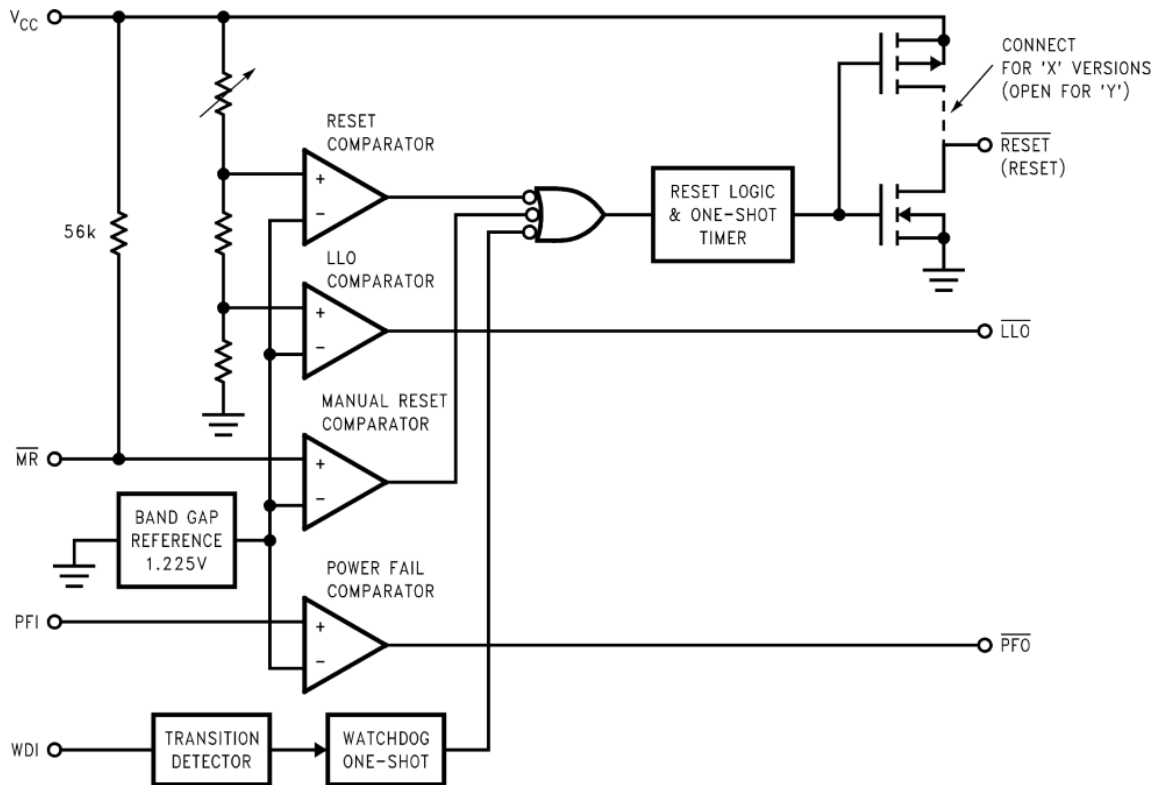 VCC
CONNECT
FOR 'X' VERSIONS
(OPEN FOR 'Y')
RESET
COMPARATOR
+
−
RESET
(RESET)
RESET LOGIC
& ONE-SHOT
TIMER
56k
LLO
COMPARATOR
+
−
LLO
MANUAL RESET
COMPARATOR
+
−
MR
BAND GAP
REFERENCE
1.225V
POWER FAIL
COMPARATOR
+
−
PFI
PFO
WDI
TRANSITION
DETECTOR
WATCHDOG
ONE-SHOT